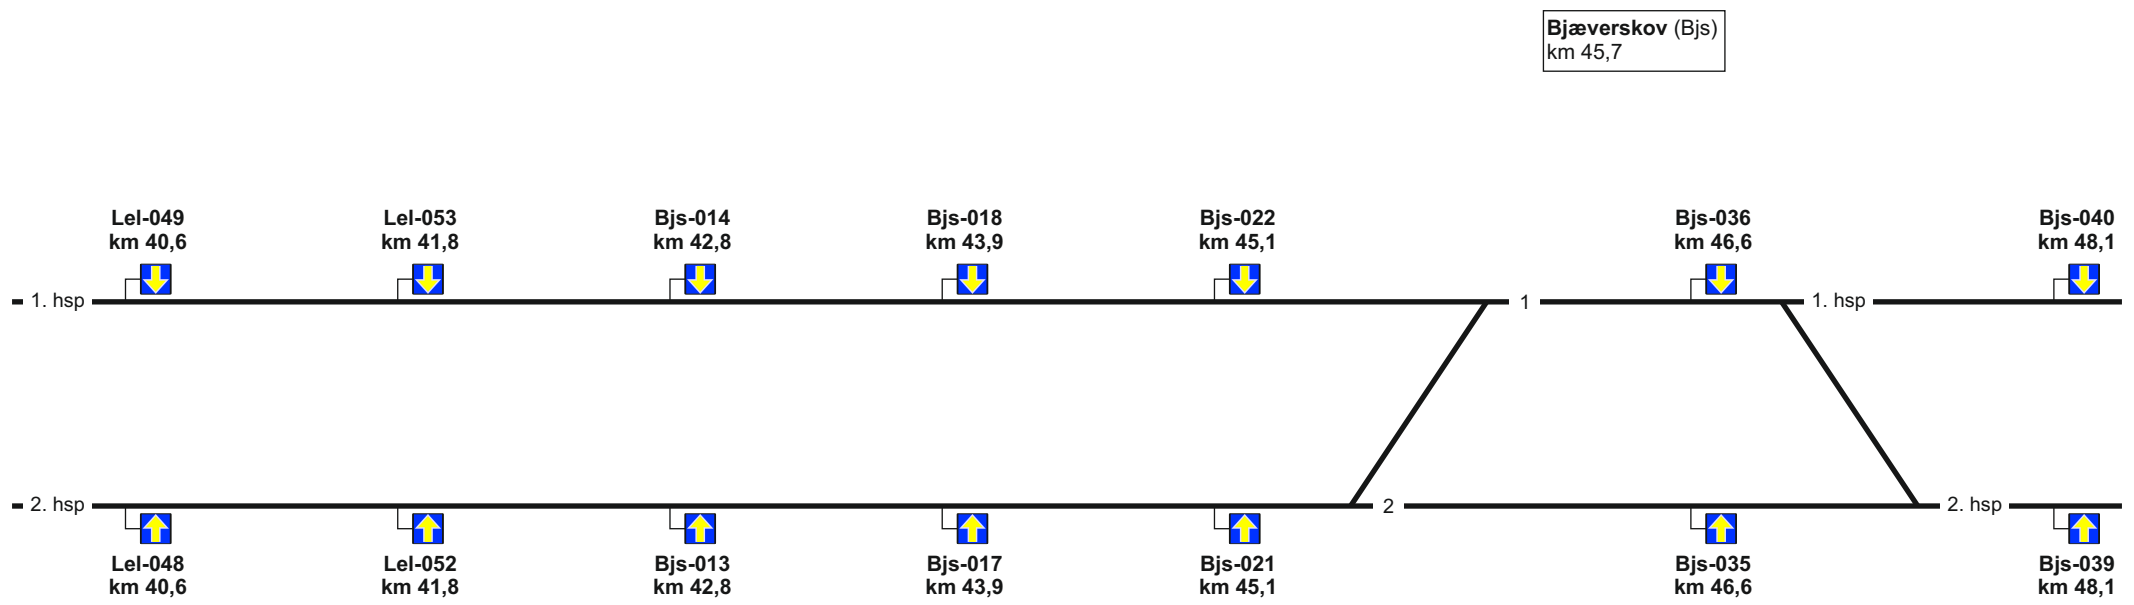 Bjæverskov (Bjs)
km 45,7
Lel-049
km 40,6
Lel-053
km 41,8
Bjs-014
km 42,8
Bjs-018
km 43,9
Bjs-022
km 45,1
Bjs-036
km 46,6
Bjs-040
km 48,1
1. hsp
1
1. hsp
2. hsp
2
2. hsp
Lel-048
km 40,6
Lel-052
km 41,8
Bjs-013
km 42,8
Bjs-017
km 43,9
Bjs-021
km 45,1
Bjs-035
km 46,6
Bjs-039
km 48,1